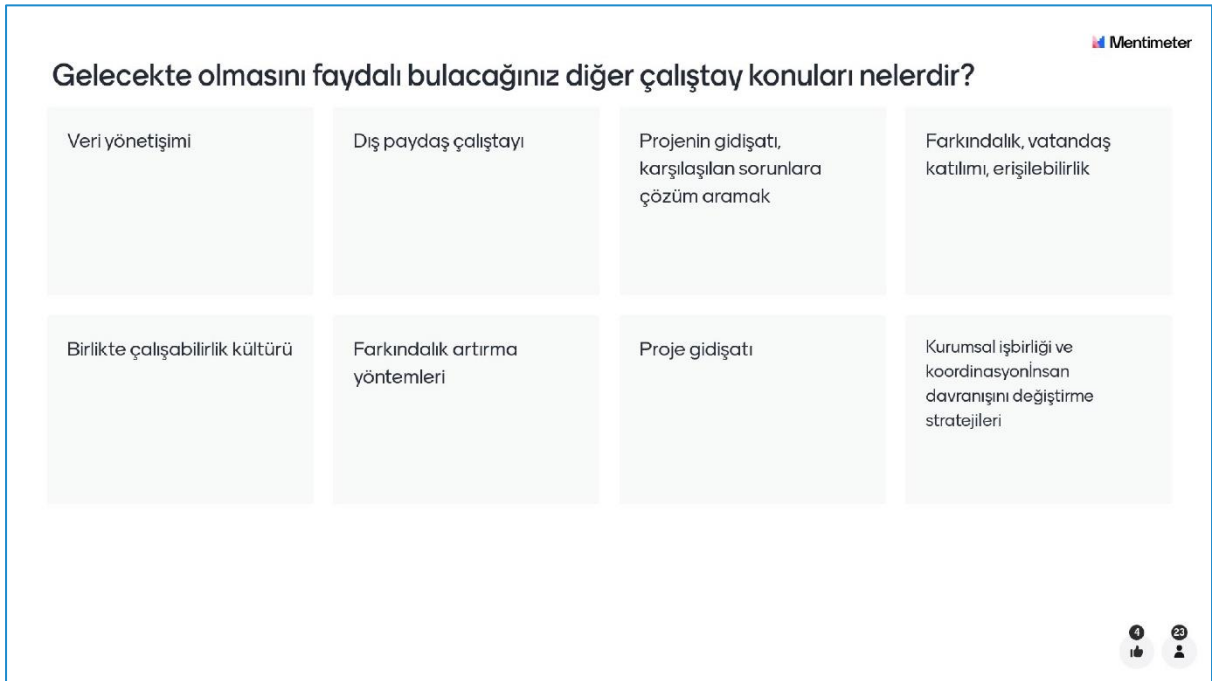 Mentimeter
Gelecekte olmasını faydalı bulacağınız diğer çalıştay konuları nelerdir?
Veri yönetişimi
Dış paydaş çalıştayı
Projenin gidişatı,
karşılaşılan sorunlara
çözüm aramak
Farkındalık, vatandaş
katılımı, erişilebilirlik
Birlikte çalışabilirlik kültürü
Farkındalık artırma
yöntemleri
Proje gidişatı
Kurumsal işbirliği ve
koordinasyonİnsan
davranışını değiştirme
stratejileri
4
23